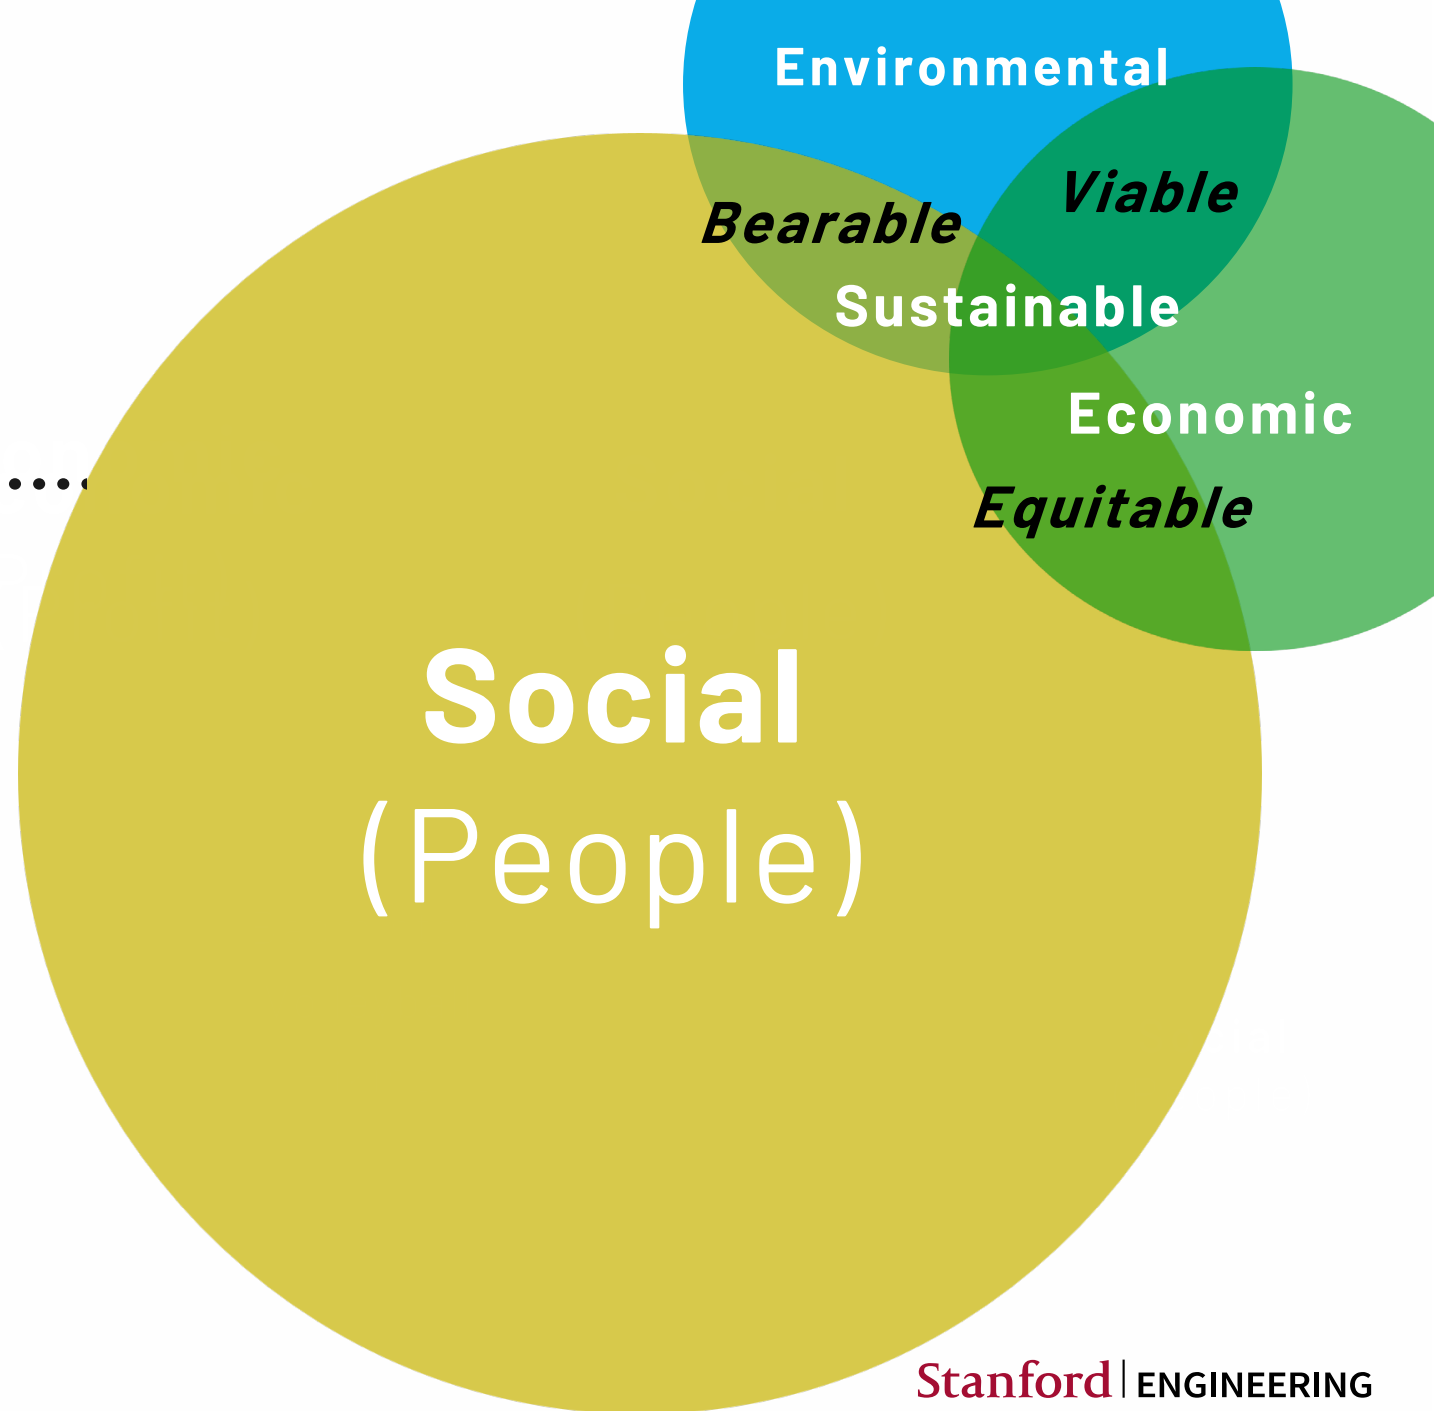 Environmental
Viable
Bearable
Sustainable
Economic
Equitable
Social
(People)
Stanford | ENGINEERING